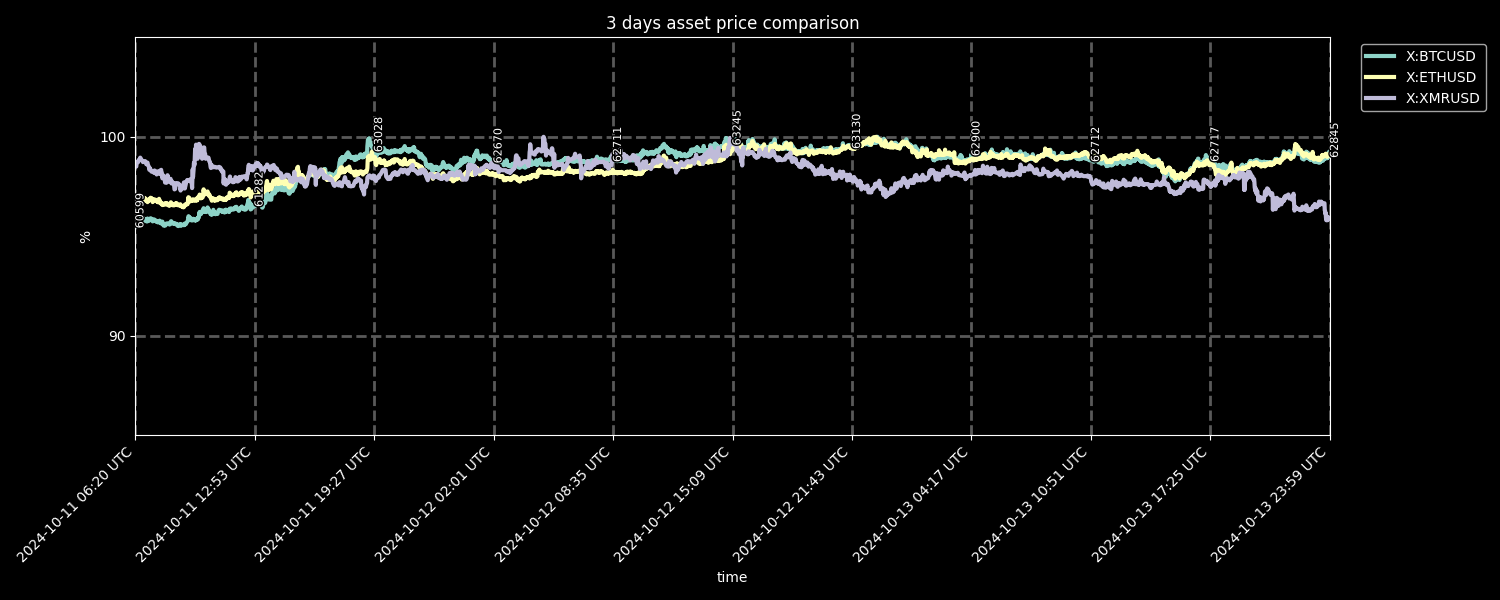 3 days asset price comparison
X:BTCUSD
X:ETHUSD
X:XMRUSD
100
90
%
60599
61282
63028
62670
62711
63245
63130
62900
62712
62717
62845
2024-10-11 06:20 UTC
2024-10-11 12:53 UTC
2024-10-11 19:27 UTC
2024-10-12 02:01 UTC
2024-10-12 08:35 UTC
2024-10-12 15:09 UTC
2024-10-12 21:43 UTC
2024-10-13 04:17 UTC
2024-10-13 10:51 UTC
2024-10-13 17:25 UTC
2024-10-13 23:59 UTC
time